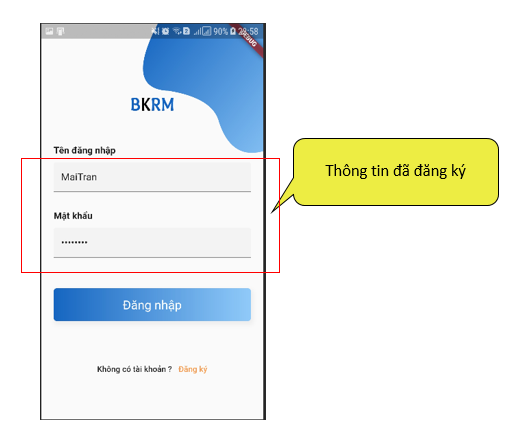 90% 23:58
DEBUG
BKRM
Tên đăng nhập
MaiTran
Thông tin đã đăng ký
Mật khẩu
••••••••
Đăng nhập
Không có tài khoản ? Đăng ký